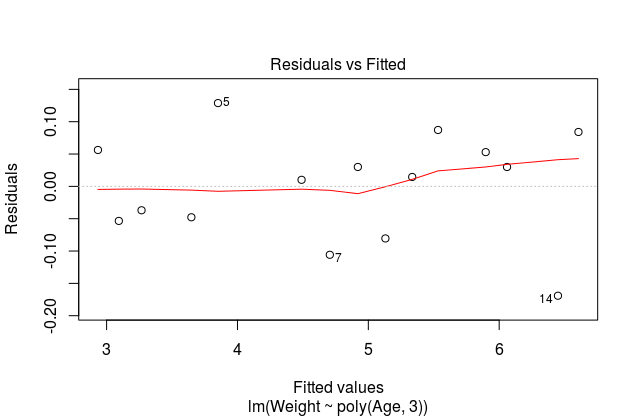 Residuals vs Fitted
Residuals
0.10
0.00
-0.10
-0.20
5
7
14
3 4 5 6
Fitted values
lm(Weight ~ poly(Age, 3))